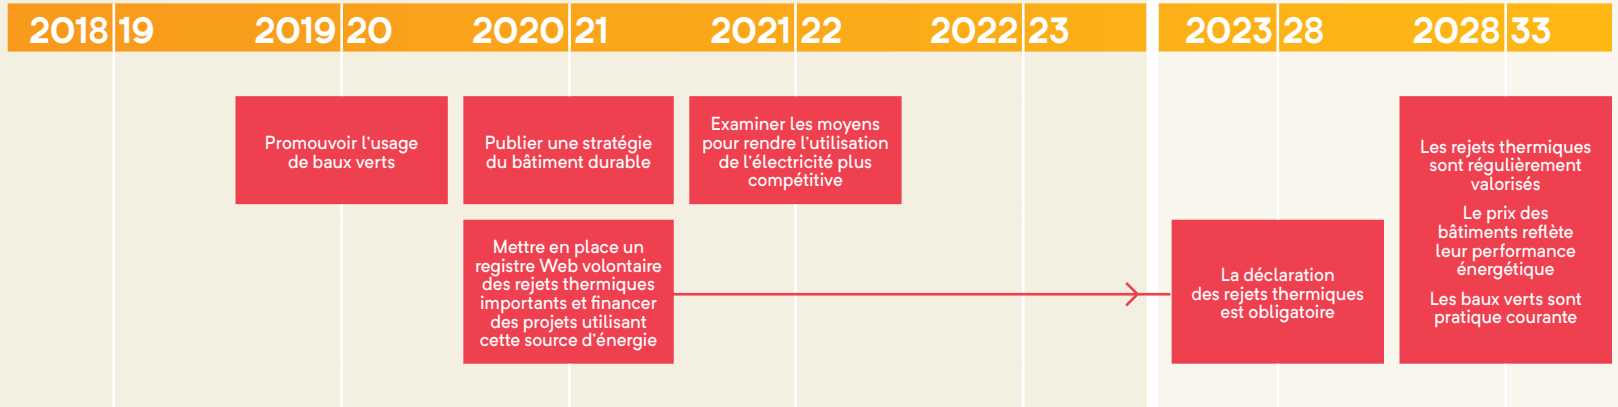 2018 19
2019 20
2020 21
2021 22
2022 23
2023 28
2028 33
Promouvoir l'usage
de baux verts
Publier une stratégie
du bâtiment durable
Examiner les moyens
pour rendre l'utilisation
de l'électricité plus
compétitive
Mettre en place un
registre Web volontaire
des rejets thermiques
importants et financer
des projets utilisant
cette source d'énergie
La déclaration
des rejets thermiques
est obligatoire
Les rejets thermiques
sont régulièrement
valorisés
Le prix des
bâtiments reflète
leur performance
énergétique
Les baux verts sont
pratique courante